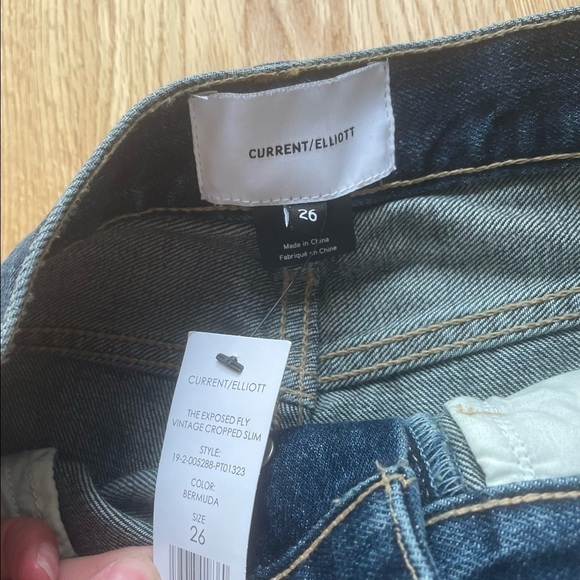 CURRENT/ELLIOTT
26
Made in China
Fabriqué en Chine
CURRENT/ELLIOTT
THE EXPOSED FLY
VINTAGE CROPPED SLIM
STYLE:
19-2-005288-PT01323
COLOR:
BERMUDA
SIZE
26